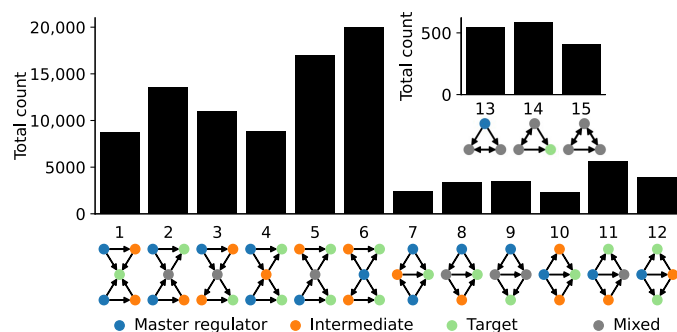 20,000
15,000
10,000
5000
0
Total count
500
0
Total count
13 14 15
1 2 3 4 5 6 7 8 9 10 11 12
Master regulator Intermediate Target Mixed